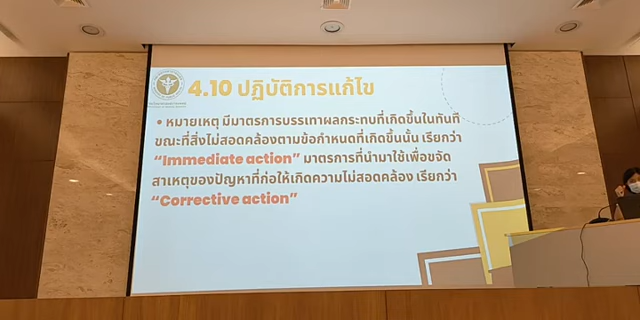 4.10 ปฏิบัติการแก้ไข
• หมายเหตุ มีมาตรการบรรเทาผลกระทบที่เกิดขึ้นในทันที
ขณะที่สิ่งไม่สอดคล้องตามข้อกำหนดที่เกิดขึ้นนั้น เรียกว่า
“Immediate action” มาตรการที่นำมาใช้เพื่อขจัด
สาเหตุของปัญหาที่ก่อให้เกิดความไม่สอดคล้อง เรียกว่า
“Corrective action”